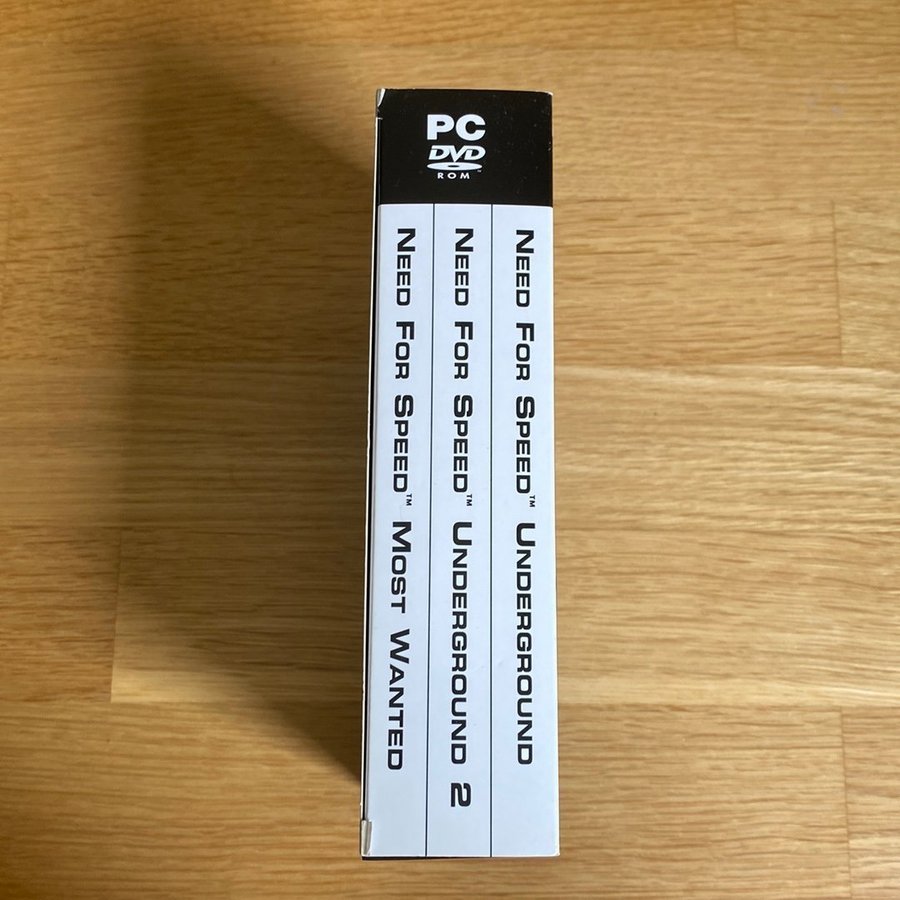 PC
DVD
ROM
NEED FOR SPEED™ MOST WANTED
NEED FOR SPEED™ UNDERGROUND 2
NEED FOR SPEED™ UNDERGROUND